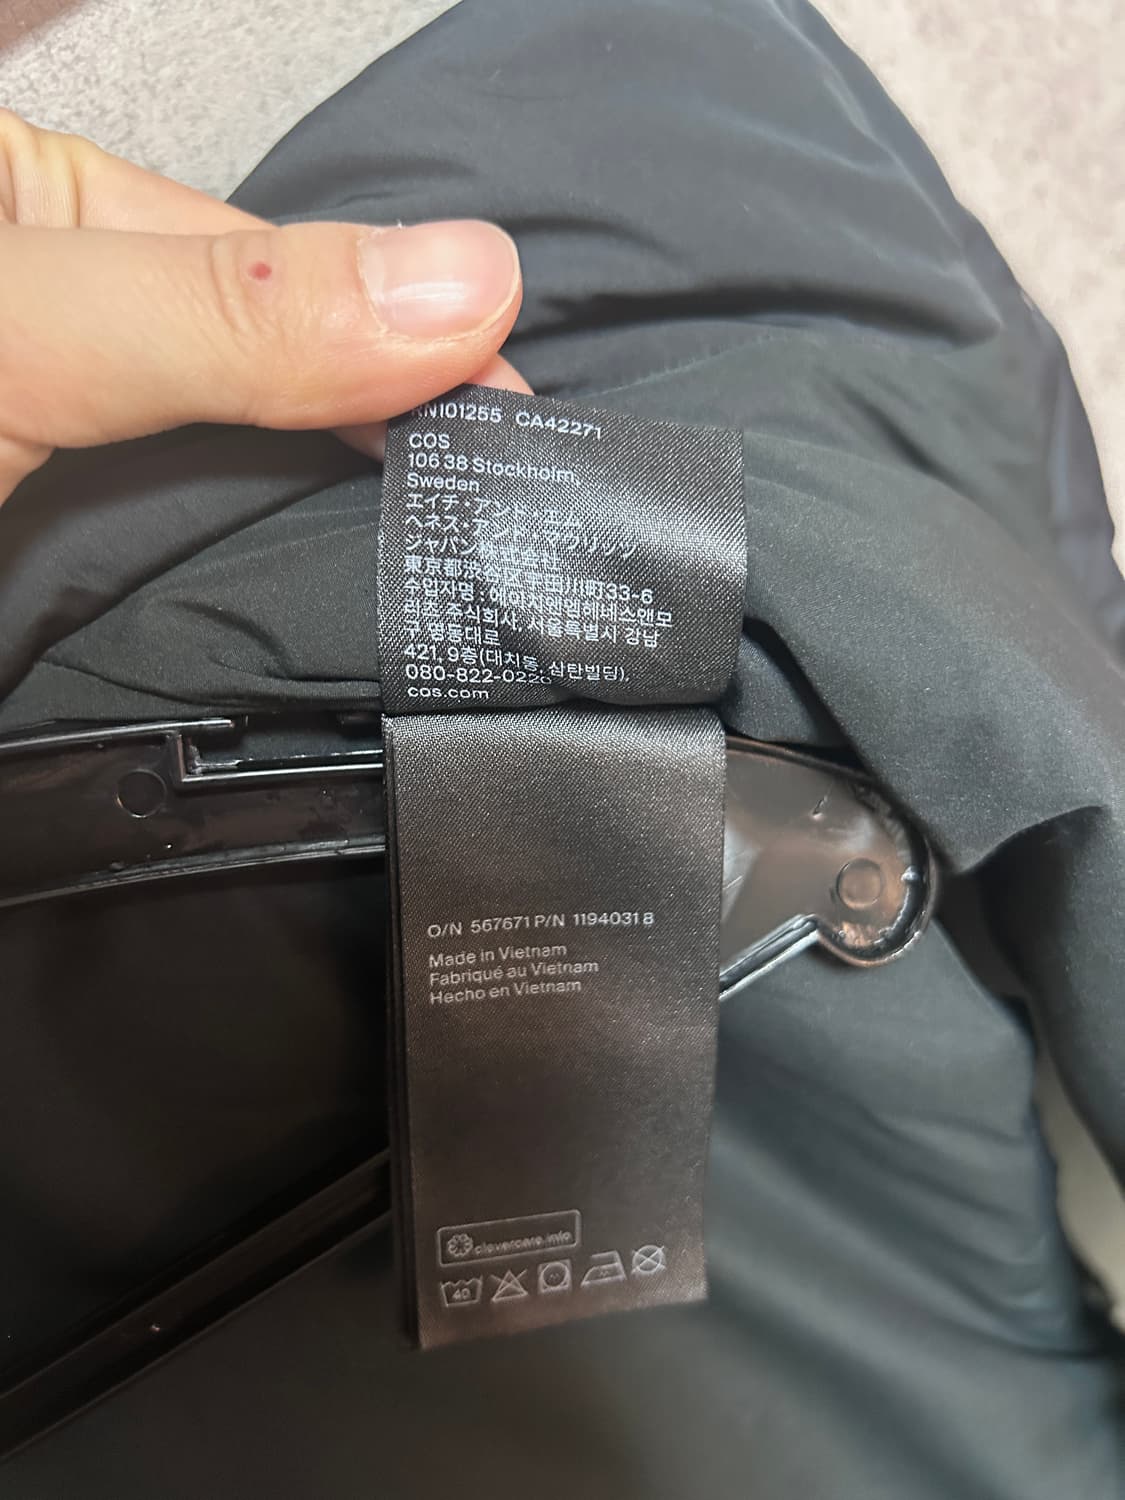 RN101255 CA42271
COS
106 38 Stockholm,
Sweden
エイチ・アンド・エム
ヘネス・アンド・マウリッツ
ジャパン株式会社
東京都渋谷区宇田川町33-6
수입자명: 에이치앤엠헤네스앤모
리츠 주식회사, 서울특별시 강남
구 영동대로
421, 9층(대치동, 삼탄빌딩),
080-822-0220
cos.com
O/N 567671 P/N 1194031 8
Made in Vietnam
Fabriqué au Vietnam
Hecho en Vietnam
clevercare.info
40